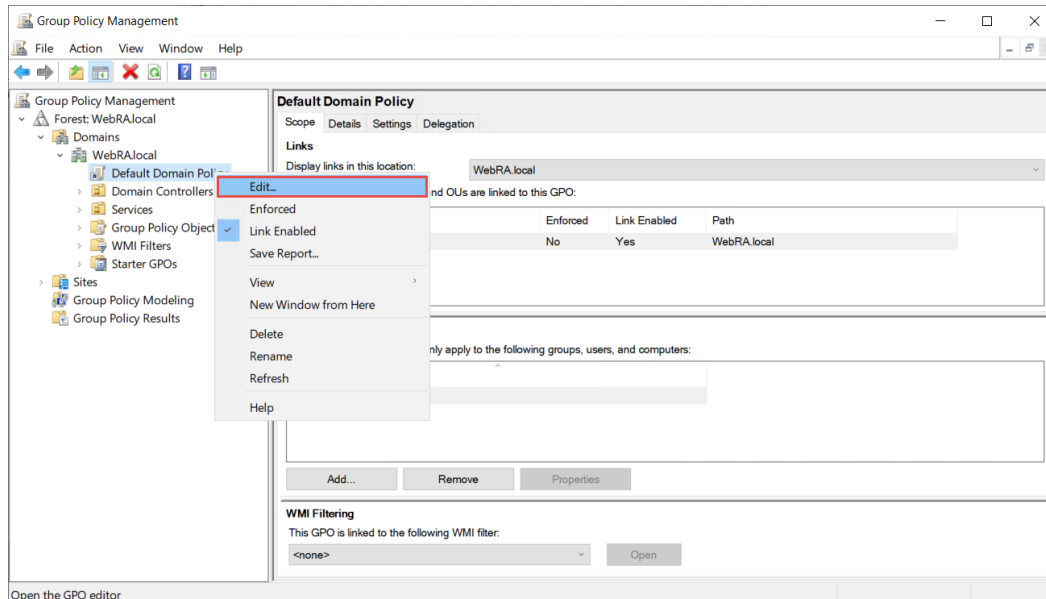 Group Policy Management
File Action View Window Help
Group Policy Management
Forest: WebRA.local
Domains
WebRA.local
Default Domain Policy
Domain Controllers
Services
Group Policy Object
WMI Filters
Starter GPOs
Sites
Group Policy Modeling
Group Policy Results
Edit...
Enforced
Link Enabled
Save Report...
View
New Window from Here
Delete
Rename
Refresh
Help
Default Domain Policy
Scope Details Settings Delegation
Links
Display links in this location: WebRA.local
nd OUs are linked to this GPO:
Enforced Link Enabled Path
No Yes WebRA.local
nly apply to the following groups, users, and computers:
Add... Remove Properties
WMI Filtering
This GPO is linked to the following WMI filter:
<none> Open
Open the GPO editor